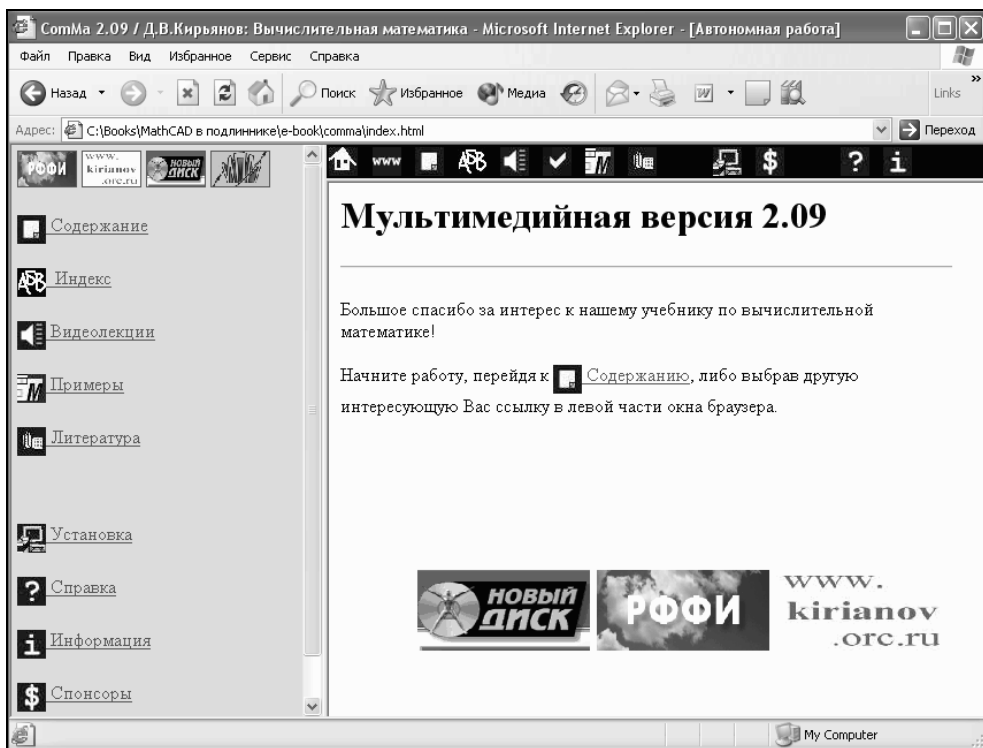 ComMa 2.09 / Д.В.Кирьянов: Вычислительная математика - Microsoft Internet Explorer - [Автономная работа]
Файл Правка Вид Избранное Сервис Справка
Назад Поиск Избранное Медиа Links
Адрес: C:\Books\MathCAD в подлиннике\e-book\comma\index.html Переход
РФФИ www. kirianov .orc.ru НОВЫЙ ДИСК
www
Содержание
Индекс
Видеолекции
Примеры
Литература
Установка
Справка
Информация
Спонсоры
Мультимедийная версия 2.09
Большое спасибо за интерес к нашему учебнику по вычислительной
математике!
Начните работу, перейдя к Содержанию, либо выбрав другую
интересующую Вас ссылку в левой части окна браузера.
НОВЫЙ
ДИСК
РФФИ
www.
kirianov
.orc.ru
My Computer